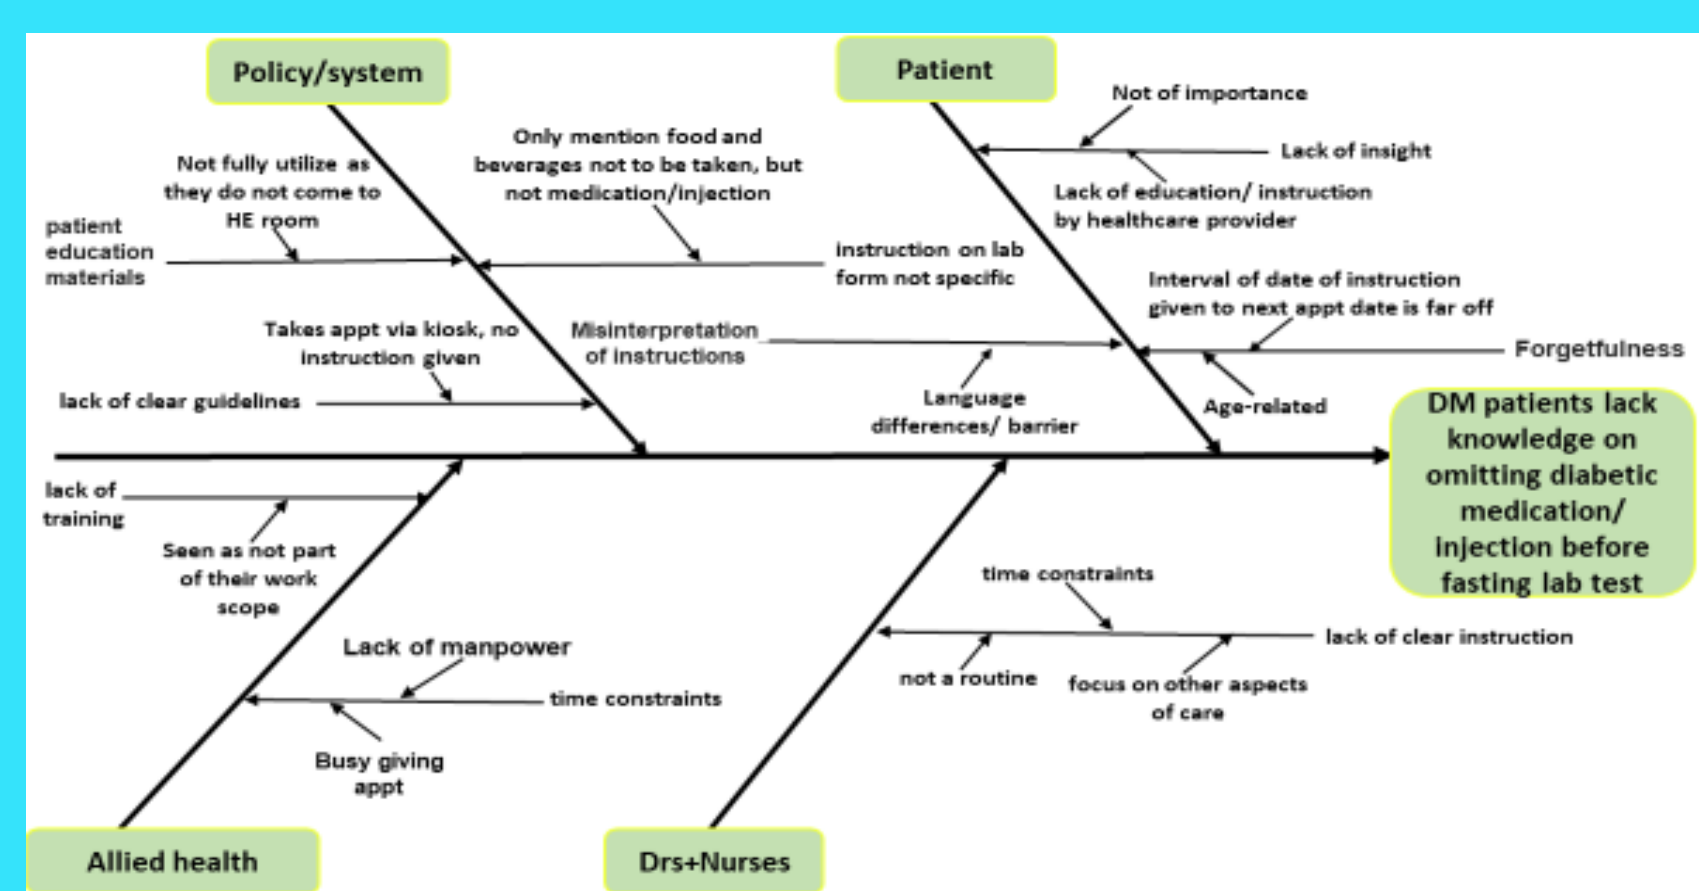 Policy/system
Patient
Not of importance
Lack of insight
Lack of education/ instruction
by healthcare provider
Only mention food and
beverages not to be taken, but
not medication/injection
Not fully utilize as
they do not come to
HE room
patient
education
materials
instruction on lab
form not specific
Interval of date of instruction
given to next appt date is far off
Forgetfulness
Age-related
Takes appt via kiosk, no
instruction given
Misinterpretation
of instructions
lack of clear guidelines
Language
differences/ barrier
DM patients lack
knowledge on
omitting diabetic
medication/
injection before
fasting lab test
lack of
training
Seen as not part
of their work
scope
time constraints
lack of clear instruction
not a routine
focus on other aspects
of care
Lack of manpower
time constraints
Busy giving
appt
Allied health
Drs+Nurses